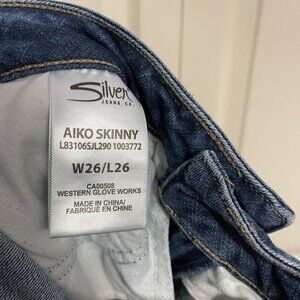 Silver
JEANS CO.
AIKO SKINNY
L83106SJL290 1003772
W26/L26
CA00508
WESTERN GLOVE WORKS
MADE IN CHINA/
FABRIQUÉ EN CHINE